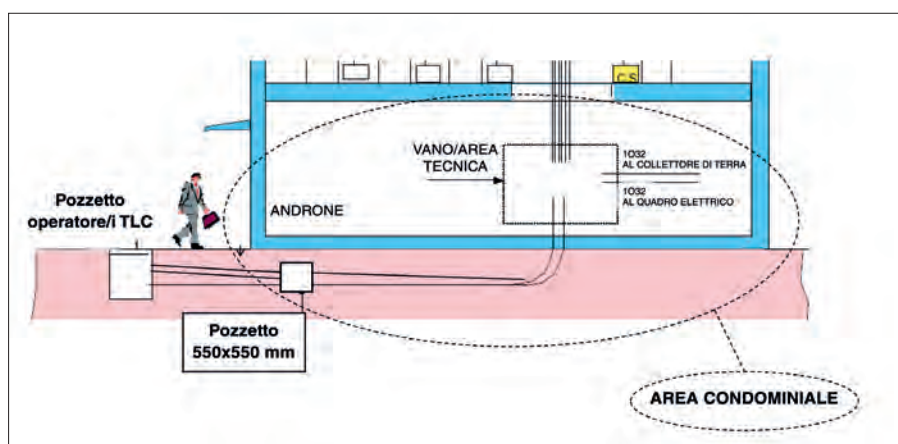 C.S
VANO/AREA
TECNICA
1O32
AL COLLETTORE DI TERRA
1O32
AL QUADRO ELETTRICO
Pozzetto
operatore/i TLC
ANDRONE
Pozzetto
550x550 mm
AREA CONDOMINIALE